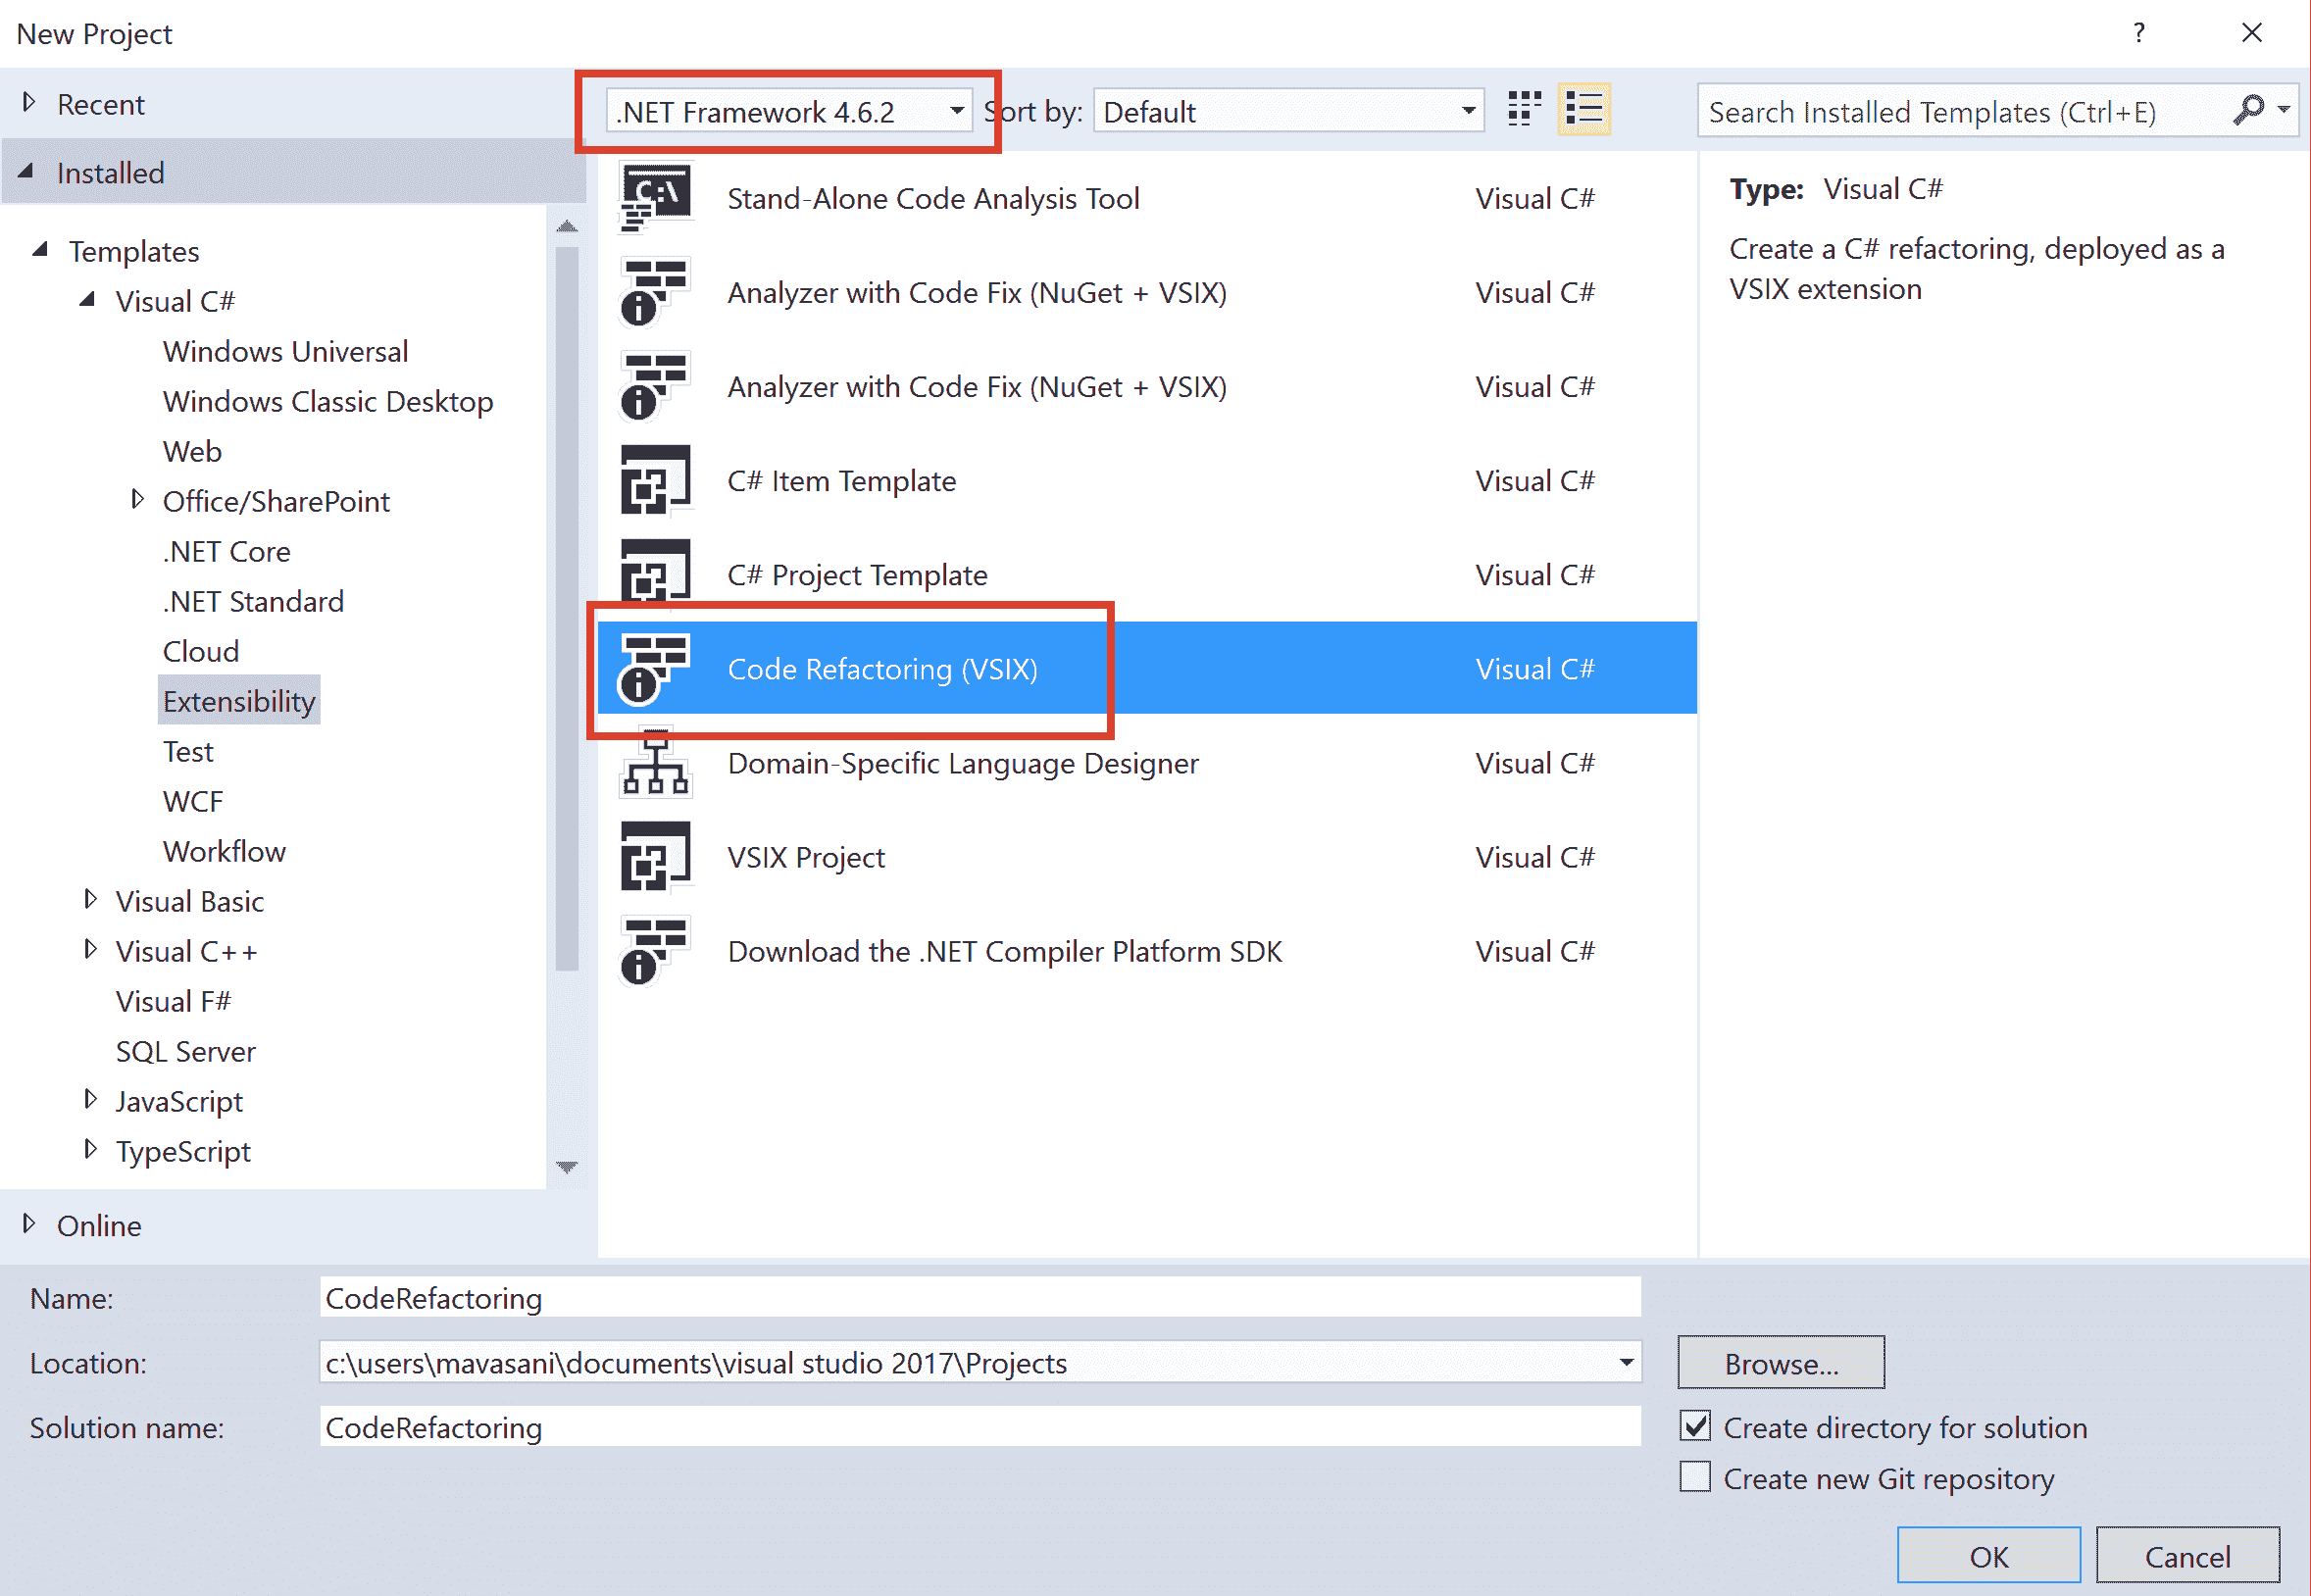 New Project
?
Recent
.NET Framework 4.6.2
Sort by:
Default
Search Installed Templates (Ctrl+E)
Installed
Templates
Visual C#
Windows Universal
Windows Classic Desktop
Web
Office/SharePoint
.NET Core
.NET Standard
Cloud
Extensibility
Test
WCF
Workflow
Visual Basic
Visual C++
Visual F#
SQL Server
JavaScript
TypeScript
Online
C:\
Stand-Alone Code Analysis Tool Visual C#
Analyzer with Code Fix (NuGet + VSIX) Visual C#
Analyzer with Code Fix (NuGet + VSIX) Visual C#
C# Item Template Visual C#
C# Project Template Visual C#
Code Refactoring (VSIX) Visual C#
Domain-Specific Language Designer Visual C#
VSIX Project Visual C#
Download the .NET Compiler Platform SDK Visual C#
Type: Visual C#
Create a C# refactoring, deployed as a
VSIX extension
Name: CodeRefactoring
Location: c:\users\mavasani\documents\visual studio 2017\Projects
Browse...
Solution name: CodeRefactoring
Create directory for solution
Create new Git repository
OK
Cancel